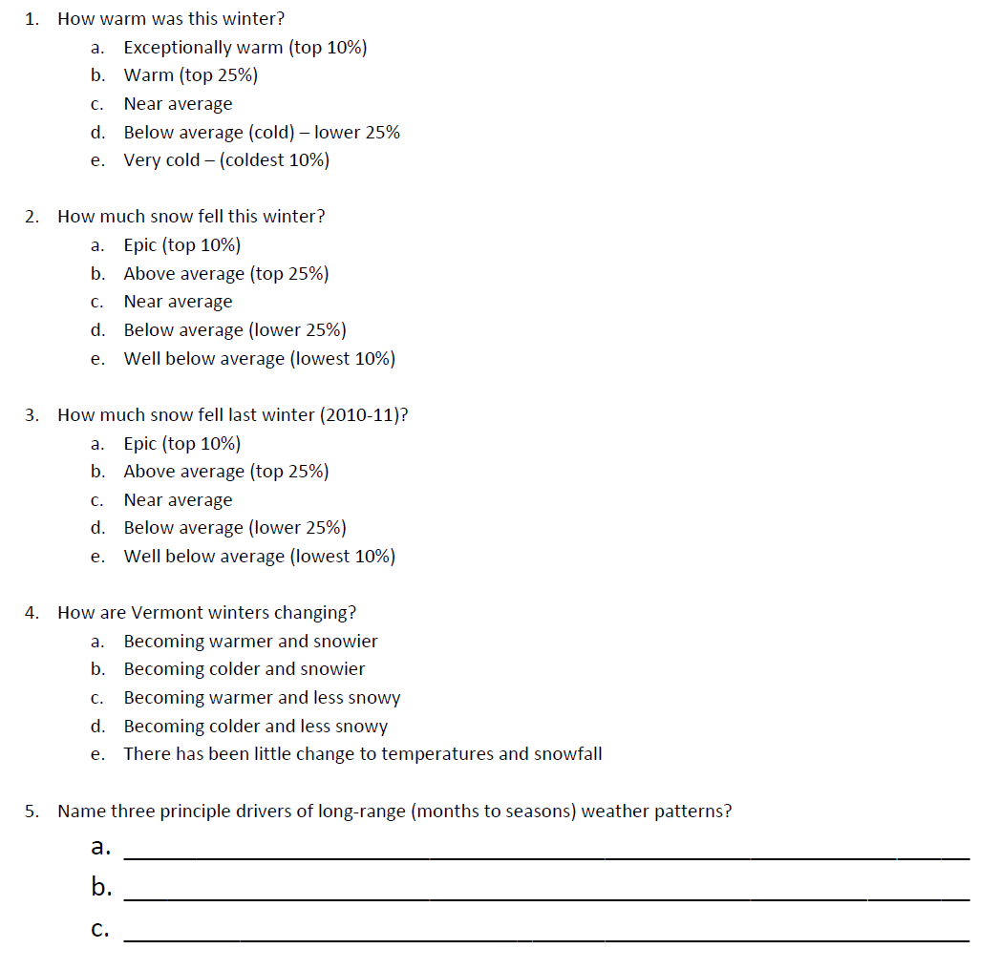 1. How warm was this winter?
a. Exceptionally warm (top 10%)
b. Warm (top 25%)
c. Near average
d. Below average (cold) – lower 25%
e. Very cold – (coldest 10%)
2. How much snow fell this winter?
a. Epic (top 10%)
b. Above average (top 25%)
c. Near average
d. Below average (lower 25%)
e. Well below average (lowest 10%)
3. How much snow fell last winter (2010-11)?
a. Epic (top 10%)
b. Above average (top 25%)
c. Near average
d. Below average (lower 25%)
e. Well below average (lowest 10%)
4. How are Vermont winters changing?
a. Becoming warmer and snowier
b. Becoming colder and snowier
c. Becoming warmer and less snowy
d. Becoming colder and less snowy
e. There has been little change to temperatures and snowfall
5. Name three principle drivers of long-range (months to seasons) weather patterns?
a.
b.
c.